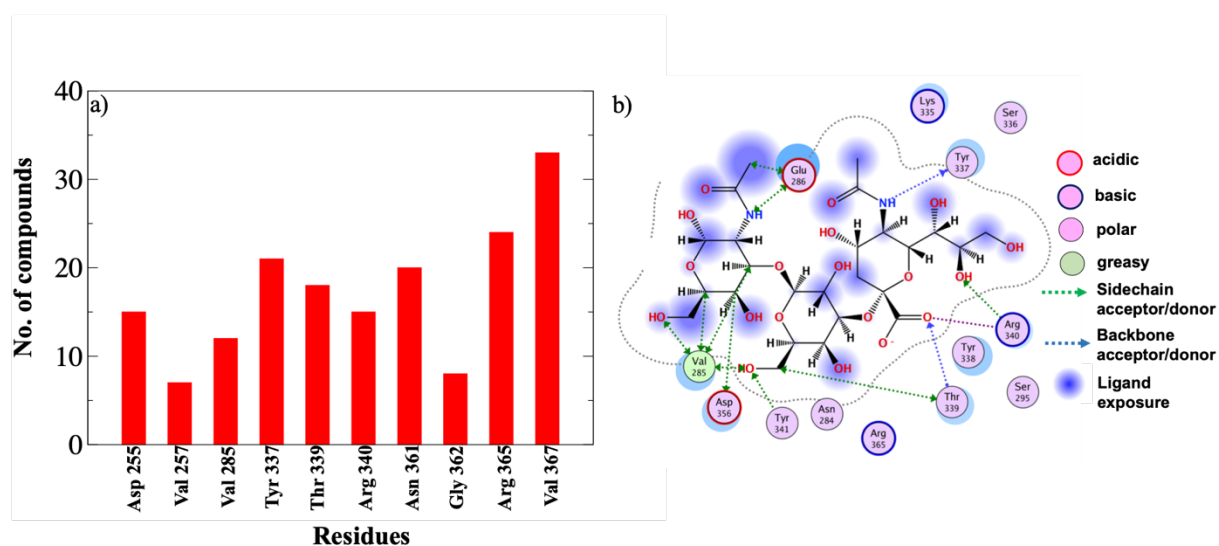 a)
No. of compounds
40
30
20
10
0
Asp 255
Val 257
Val 285
Tyr 337
Thr 339
Arg 340
Asn 361
Gly 362
Arg 365
Val 367
Residues
b)
Lys
335
Ser
336
Glu
286
Tyr
337
O
NH
HO
H
H
O
H
O
H
H
OH
HO
O
NH
HO
H
OH
H
OH
OH
O
OH
H
O
H
H
O
H
OH
HO
O
O
O-
Val
285
Asp
356
Tyr
341
Asn
284
Arg
365
Thr
339
Tyr
338
Arg
340
Ser
295
acidic
basic
polar
greasy
Sidechain
acceptor/donor
Backbone
acceptor/donor
Ligand
exposure